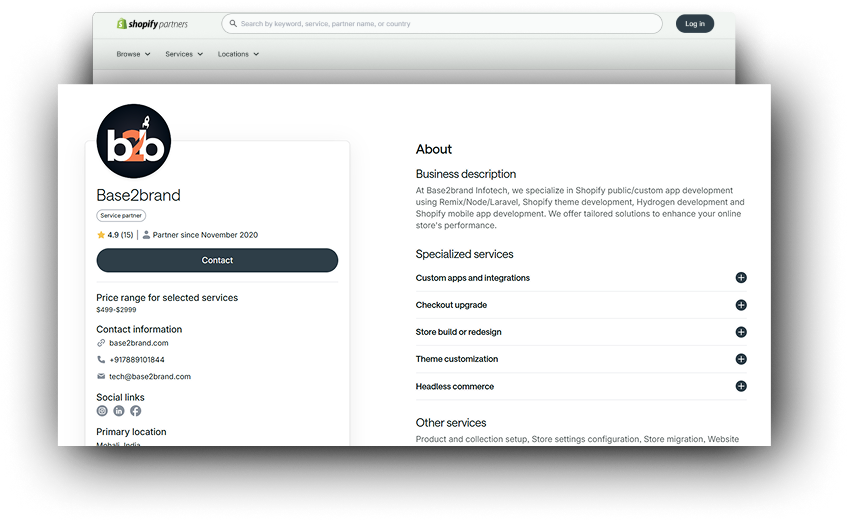 shopify partners
Search by keyword, service, partner name, or country
Log in
Browse
Services
Locations
b2b
Base2brand
Service partner
4.9 (15) | Partner since November 2020
Contact
Price range for selected services
$499-$2999
Contact information
base2brand.com
+917889101844
tech@base2brand.com
Social links
Primary location
Mohali, India
About
Business description
At Base2brand Infotech, we specialize in Shopify public/custom app development
using Remix/Node/Laravel, Shopify theme development, Hydrogen development and
Shopify mobile app development. We offer tailored solutions to enhance your online
store's performance.
Specialized services
Custom apps and integrations
Checkout upgrade
Store build or redesign
Theme customization
Headless commerce
Other services
Product and collection setup, Store settings configuration, Store migration, Website